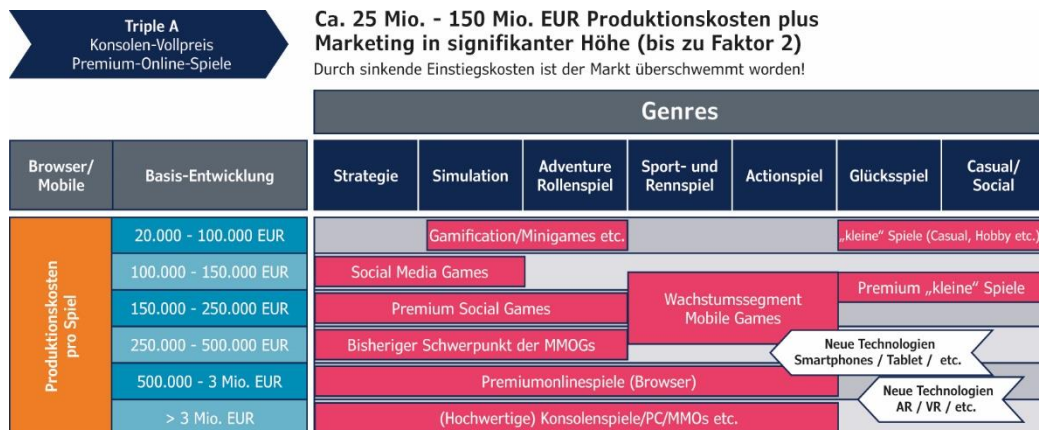 Triple A
Konsolen-Vollpreis
Premium-Online-Spiele
Ca. 25 Mio. - 150 Mio. EUR Produktionskosten plus
Marketing in signifikanter Höhe (bis zu Faktor 2)
Durch sinkende Einstiegskosten ist der Markt überschwemmt worden!
Genres
Browser/
Mobile
Basis-Entwicklung
Strategie
Simulation
Adventure
Rollenspiel
Sport- und
Rennspiel
Actionspiel
Glücksspiel
Casual/
Social
Produktionskosten
pro Spiel
20.000 - 100.000 EUR
Gamification/Minigames etc.
„kleine“ Spiele (Casual, Hobby etc.)
100.000 - 150.000 EUR
Social Media Games
Premium „kleine“ Spiele
150.000 - 250.000 EUR
Premium Social Games
Wachstumssegment
Mobile Games
250.000 - 500.000 EUR
Bisheriger Schwerpunkt der MMOGs
Neue Technologien
Smartphones / Tablet / etc.
500.000 - 3 Mio. EUR
Premiumonlinespiele (Browser)
Neue Technologien
AR / VR / etc.
> 3 Mio. EUR
(Hochwertige) Konsolenspiele/PC/MMOs etc.